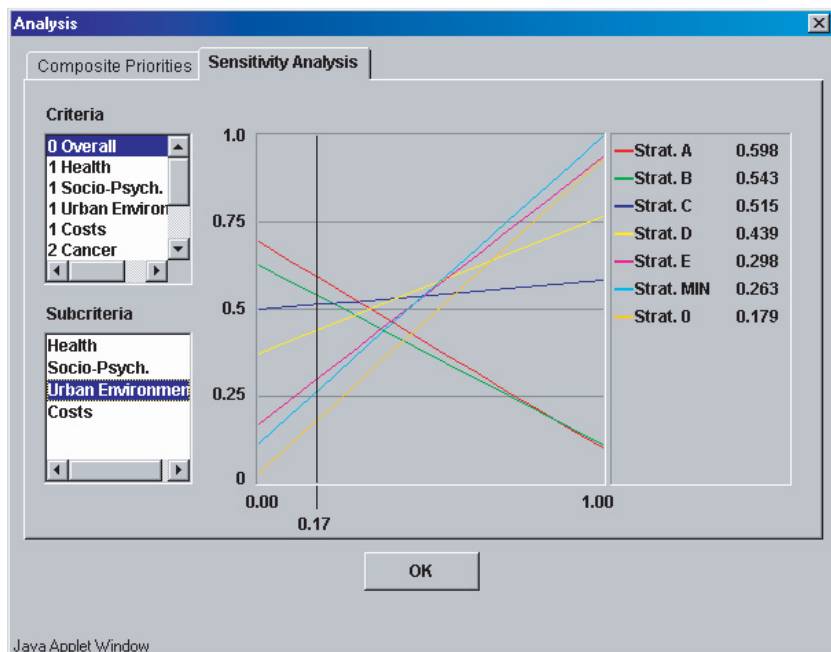 Analysis
Composite Priorities
Sensitivity Analysis
Criteria
0 Overall
1 Health
1 Socio-Psych.
1 Urban Environ
1 Costs
2 Cancer
Subcriteria
Health
Socio-Psych.
Urban Environmen
Costs
1.0
0.75
0.5
0.25
0
0.00
1.00
0.17
Strat. A 0.598
Strat. B 0.543
Strat. C 0.515
Strat. D 0.439
Strat. E 0.298
Strat. MIN 0.263
Strat. 0 0.179
OK
Java Applet Window